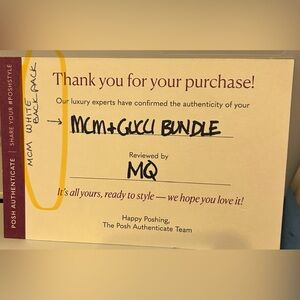 POSH AUTHENTICATE | SHARE YOUR #POSHSTYLE
MCM WHITE
BACKPACK
Thank you for your purchase!
Our luxury experts have confirmed the authenticity of your
→ MCM+GUCCI BUNDLE
Reviewed by
MQ
It's all yours, ready to style — we hope you love it!
Happy Poshing,
The Posh Authenticate Team